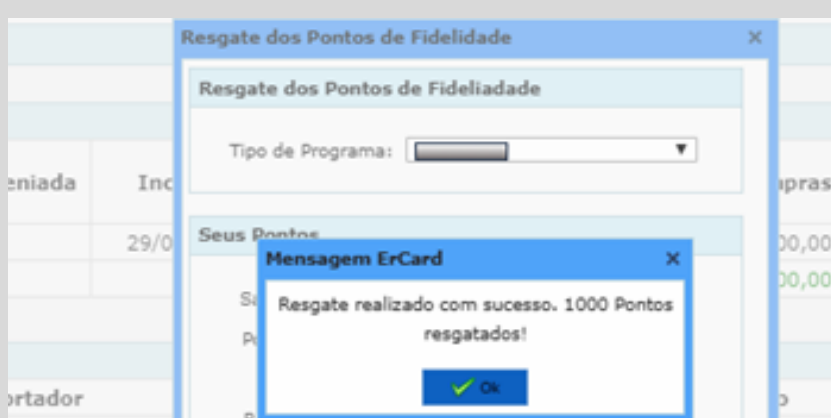 Resgate dos Pontos de Fidelidade
Resgate dos Pontos de Fideliadade
Tipo de Programa:
eniada Inc pras
29/0 00,00
Seus Pontos
00,00
Mensagem ErCard
Resgate realizado com sucesso. 1000 Pontos
resgatados!
Ok
ortador